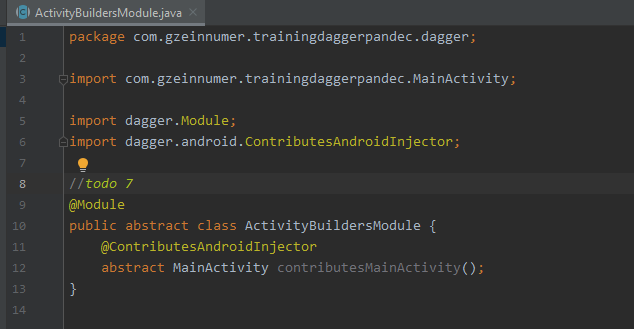 ActivityBuildersModule.java
1 package com.gzeinnumer.trainingdaggerpandec.dagger;
2
3 import com.gzeinnumer.trainingdaggerpandec.MainActivity;
4
5 import dagger.Module;
6 import dagger.android.ContributesAndroidInjector;
7
8 //todo 7
9 @Module
10 public abstract class ActivityBuildersModule {
11     @ContributesAndroidInjector
12     abstract MainActivity contributesMainActivity();
13 }
14